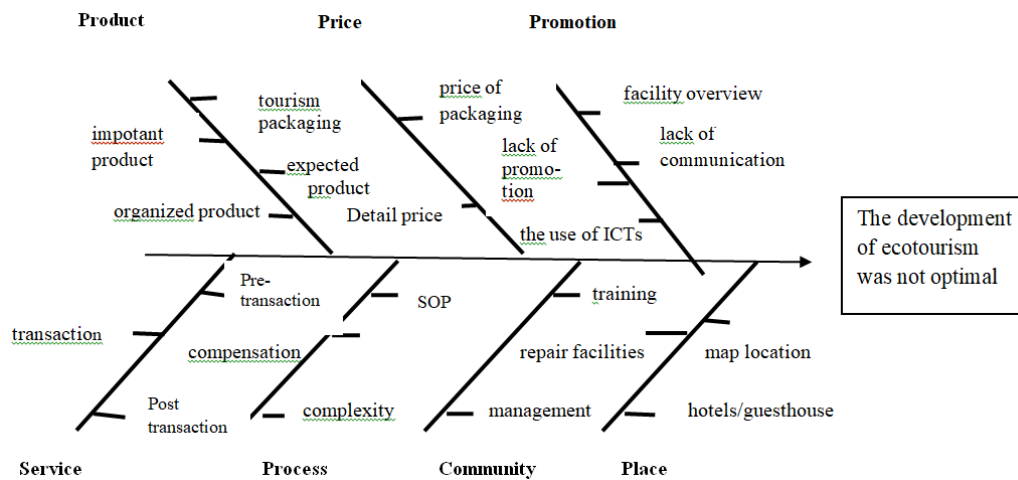 Product
Price
Promotion
tourism
packaging
price of
packaging
facility overview
impotant
product
lack of
promo-
tion
lack of
communication
expected
product
organized product
Detail price
the use of ICTs
The development
of ecotourism
was not optimal
Pre-
transaction
SOP
training
transaction
compensation
repair facilities
map location
Post
transaction
complexity
management
hotels/guesthouse
Service
Process
Community
Place